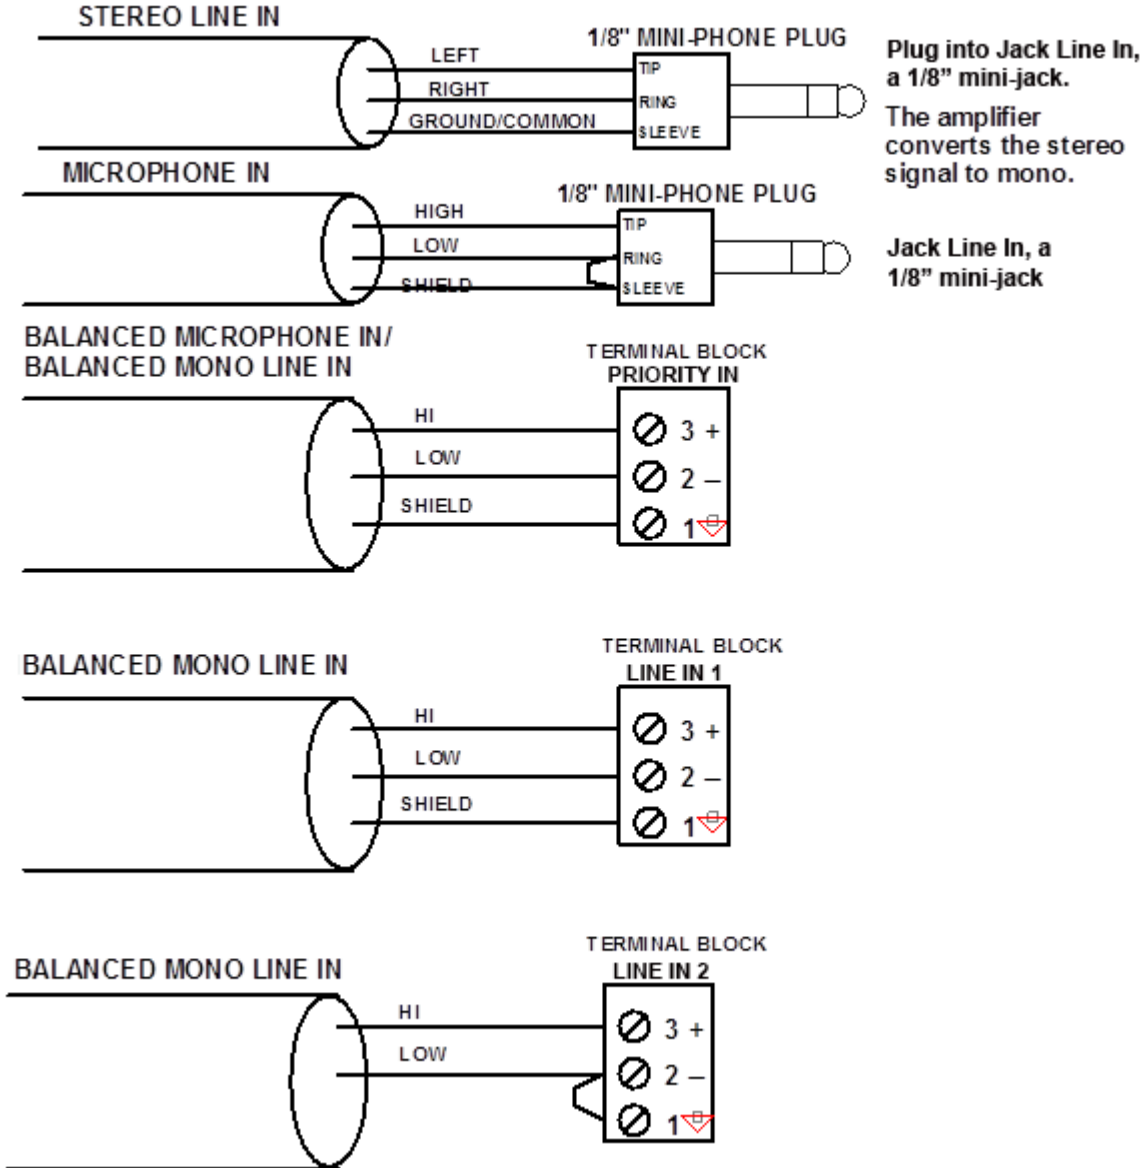 STEREO LINE IN
1/8" MINI-PHONE PLUG
LEFT
TIP
RIGHT
RING
GROUND/COMMON
SLEEVE
Plug into Jack Line In,
a 1/8” mini-jack.
The amplifier
converts the stereo
signal to mono.
MICROPHONE IN
1/8" MINI-PHONE PLUG
HIGH
TIP
LOW
RING
SHIELD
SLEEVE
Jack Line In, a
1/8” mini-jack
BALANCED MICROPHONE IN/
BALANCED MONO LINE IN
TERMINAL BLOCK
PRIORITY IN
HI
3 +
LOW
2 –
SHIELD
1
BALANCED MONO LINE IN
TERMINAL BLOCK
LINE IN 1
HI
3 +
LOW
2 –
SHIELD
1
BALANCED MONO LINE IN
TERMINAL BLOCK
LINE IN 2
HI
3 +
LOW
2 –
1